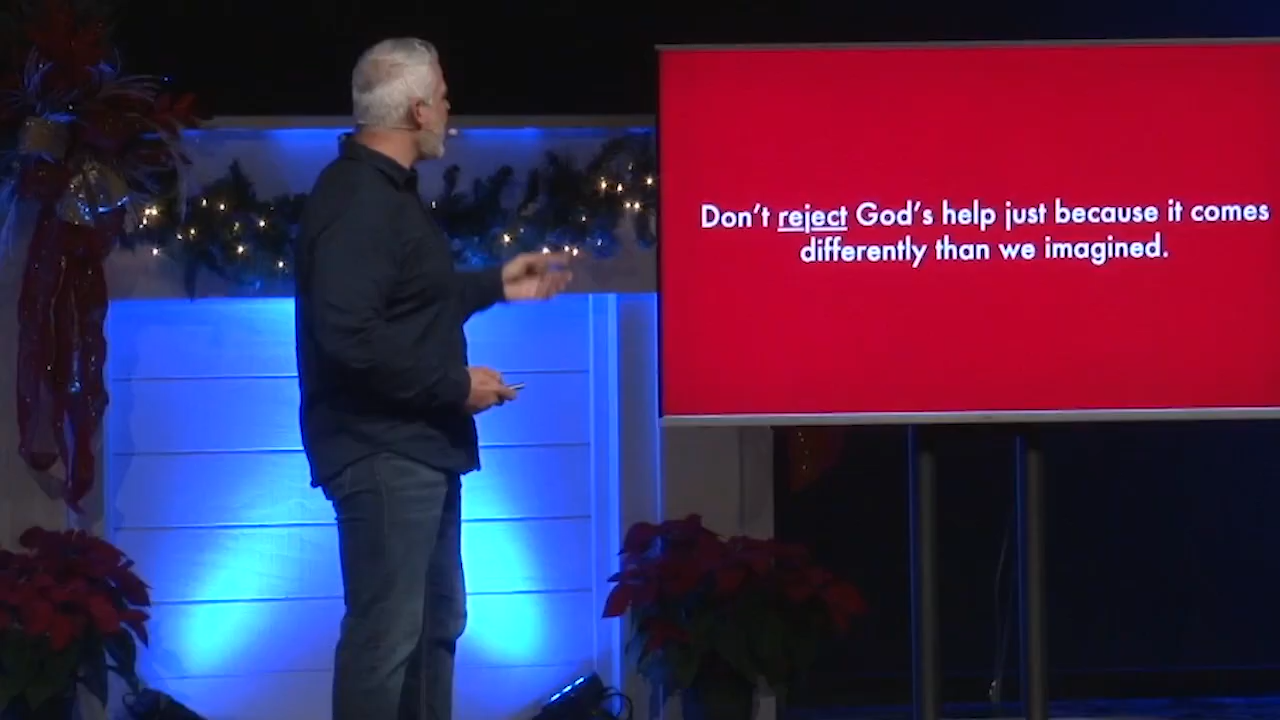 Don't reject God's help just because it comes
differently than we imagined.